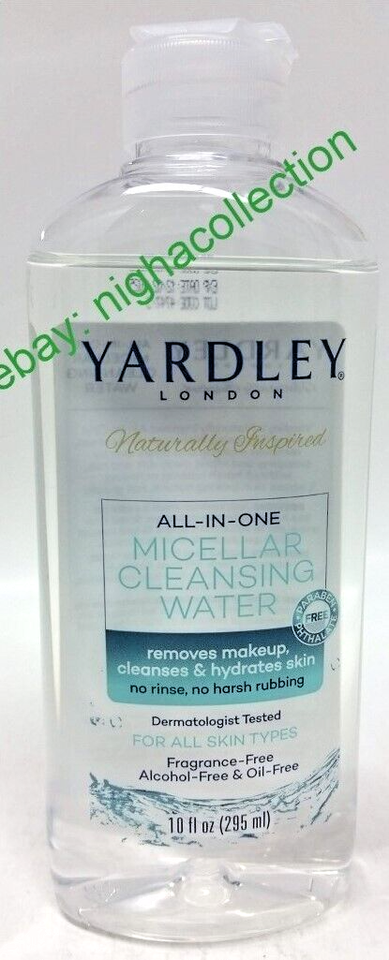 ebay: nighacollection
YARDLEY®
LONDON
Naturally Inspired
ALL-IN-ONE
MICELLAR
CLEANSING
WATER
PARABEN
FREE
PHTHALATE
removes makeup,
cleanses & hydrates skin
no rinse, no harsh rubbing
Dermatologist Tested
FOR ALL SKIN TYPES
Fragrance-Free
Alcohol-Free & Oil-Free
10 fl oz (295 ml)